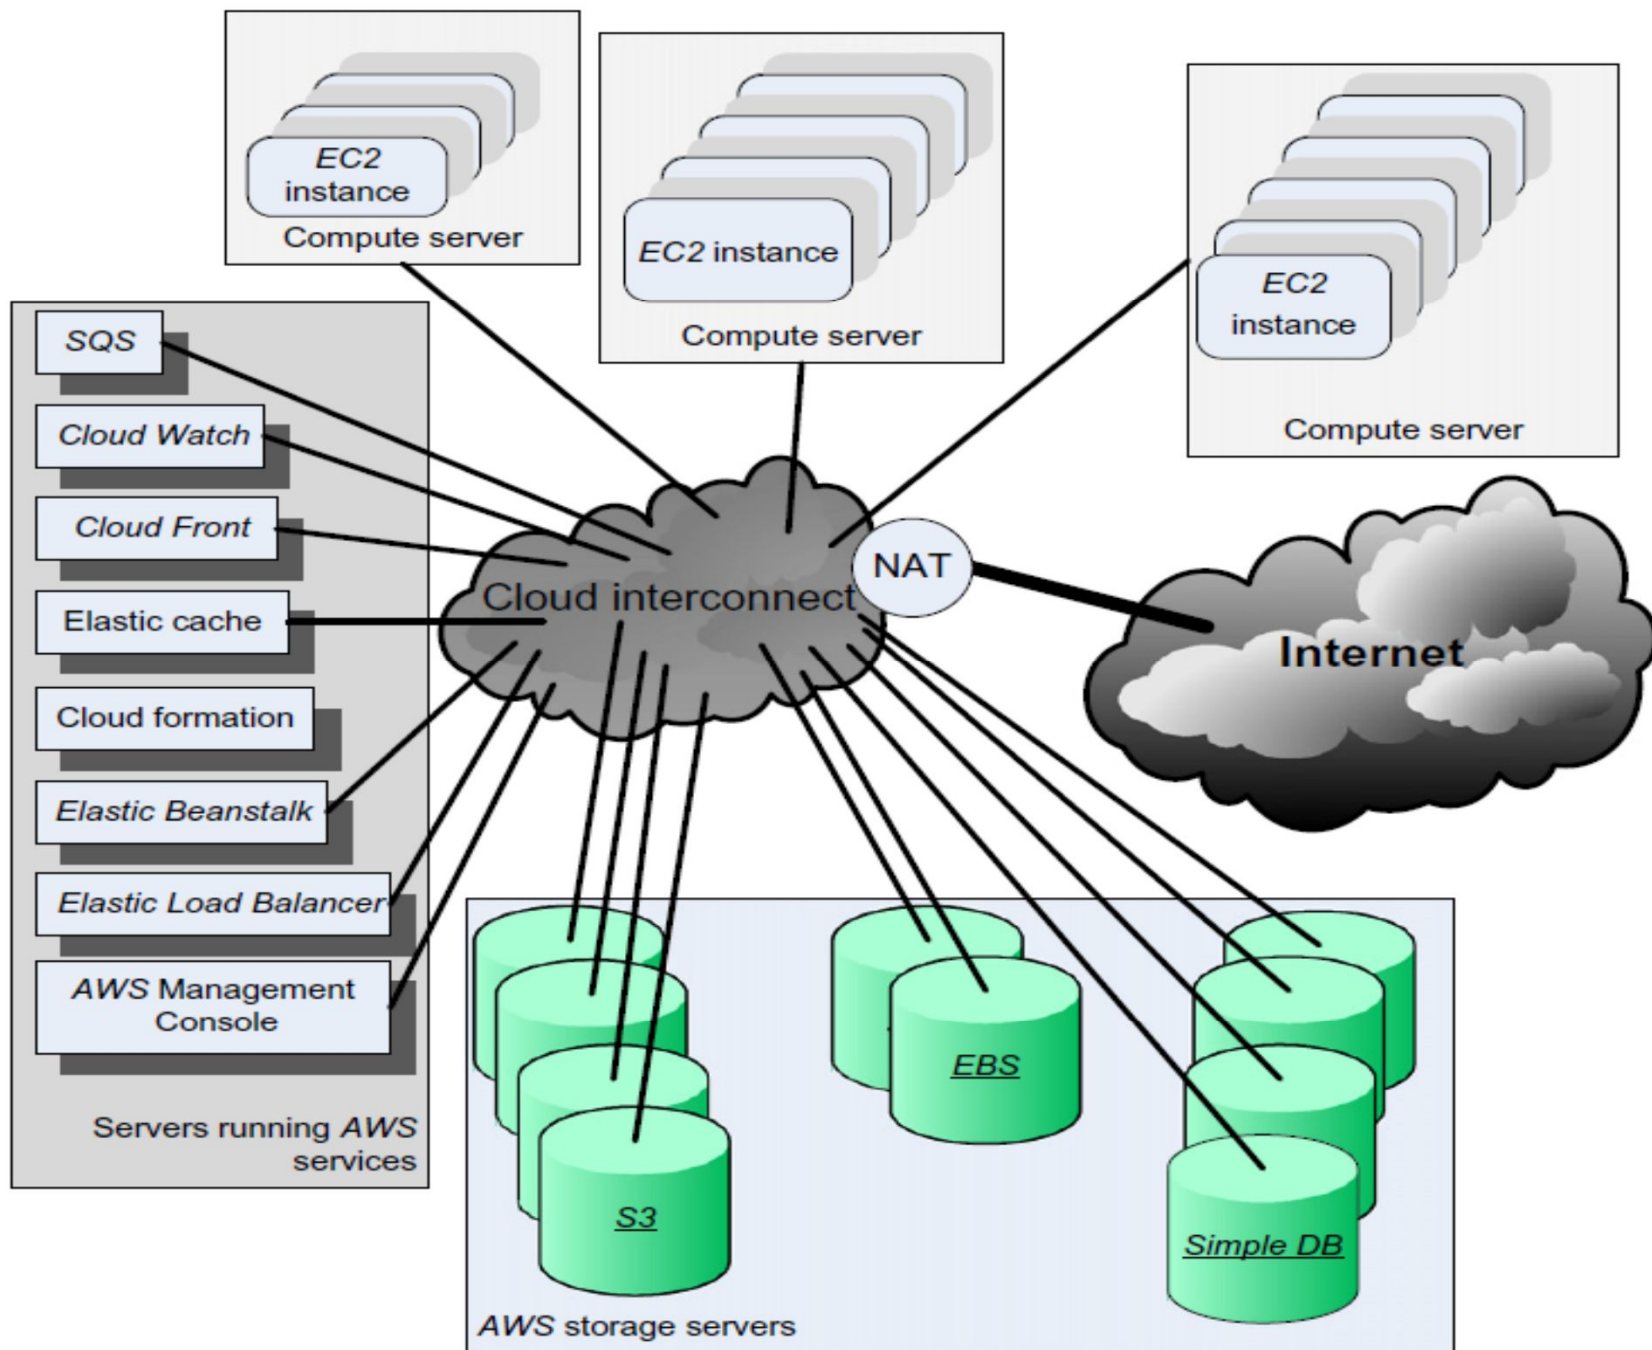 EC2
instance
Compute server
EC2 instance
Compute server
EC2
instance
Compute server
SQS
Cloud Watch
Cloud Front
Elastic cache
Cloud formation
Elastic Beanstalk
Elastic Load Balancer
AWS Management
Console
Servers running AWS
services
Cloud interconnect
NAT
Internet
S3
EBS
Simple DB
AWS storage servers